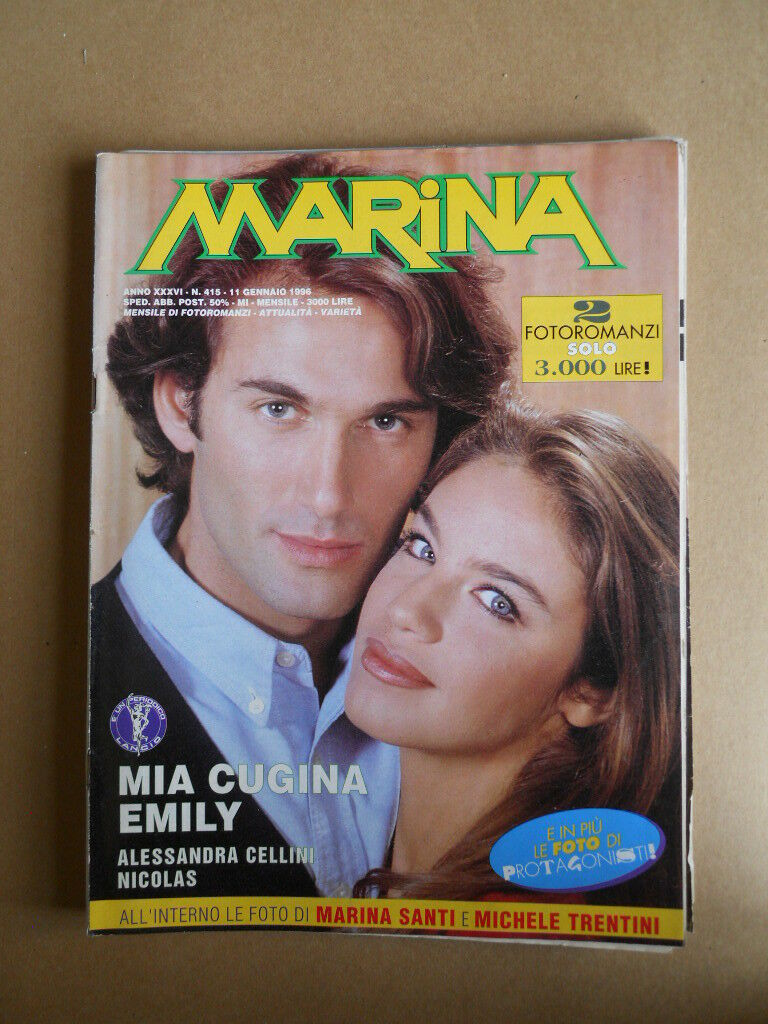 MARiNA
ANNO XXXVI - N. 415 - 11 GENNAIO 1996
SPED. ABB. POST. 50% - MI - MENSILE - 3000 LIRE
MENSILE DI FOTOROMANZI - ATTUALITÀ - VARIETÀ
2
FOTOROMANZI
SOLO
3.000 LIRE!
È UN PERIODICO
LANCIO
MIA CUGINA
EMILY
ALESSANDRA CELLINI
NICOLAS
E IN PIÙ
LE FOTO DI
PROTAGONISTI!
ALL'INTERNO LE FOTO DI MARINA SANTI E MICHELE TRENTINI